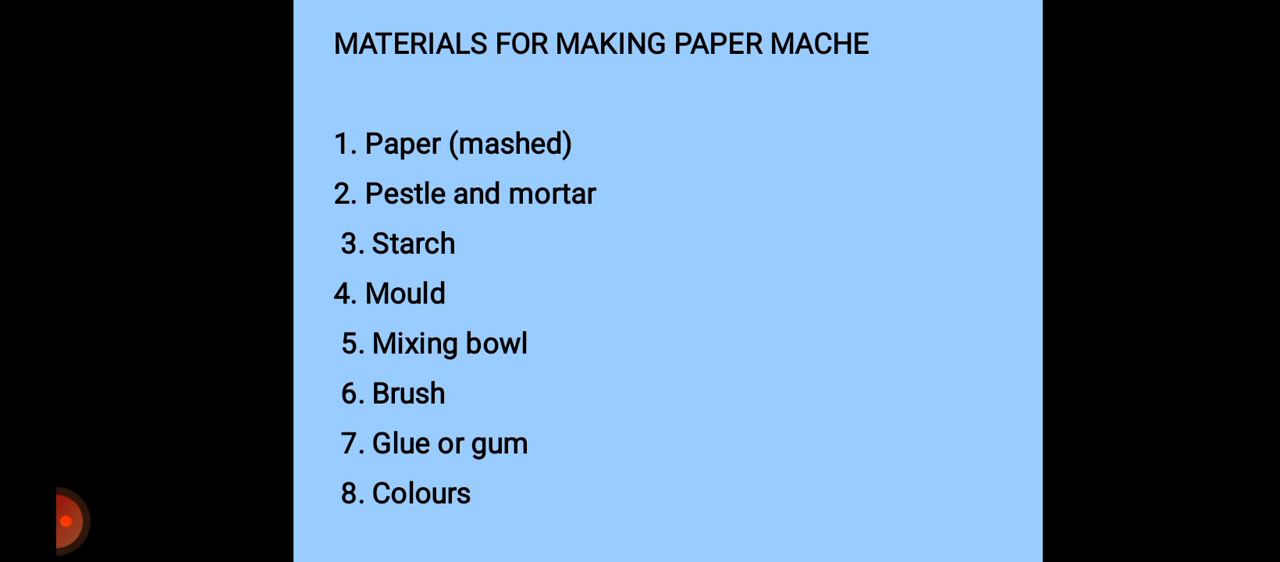 MATERIALS FOR MAKING PAPER MACHE
1. Paper (mashed)
2. Pestle and mortar
3. Starch
4. Mould
5. Mixing bowl
6. Brush
7. Glue or gum
8. Colours